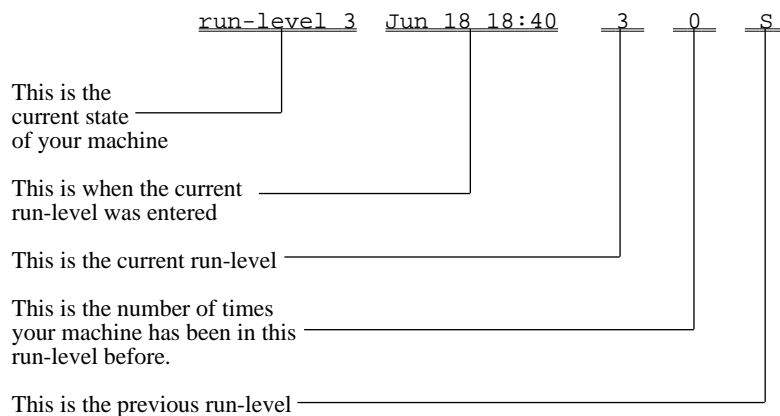 run-level 3 Jun 18 18:40 3 0 S
This is the
current state
of your machine
This is when the current
run-level was entered
This is the current run-level
This is the number of times
your machine has been in this
run-level before.
This is the previous run-level